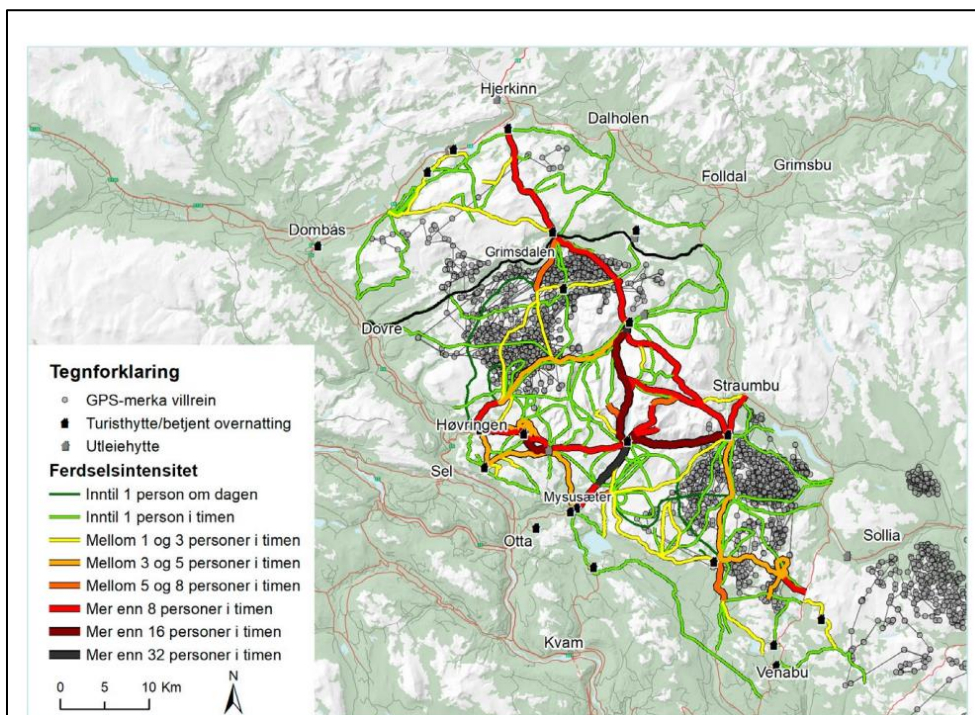 Hjerkinn
Dalholen
Grimsbu
Folldal
Dombås
Grimsdalen
Dovre
Straumbu
Høvringen
Sel
Mysusæter
Otta
Sollia
Kvam
Venabu
Tegnforklaring
GPS-merka villrein
Turisthytte/betjent overnatting
Utleiehytte
Ferdselsintensitet
Inntil 1 person om dagen
Inntil 1 person i timen
Mellom 1 og 3 personer i timen
Mellom 3 og 5 personer i timen
Mellom 5 og 8 personer i timen
Mer enn 8 personer i timen
Mer enn 16 personer i timen
Mer enn 32 personer i timen
0 5 10 Km
N